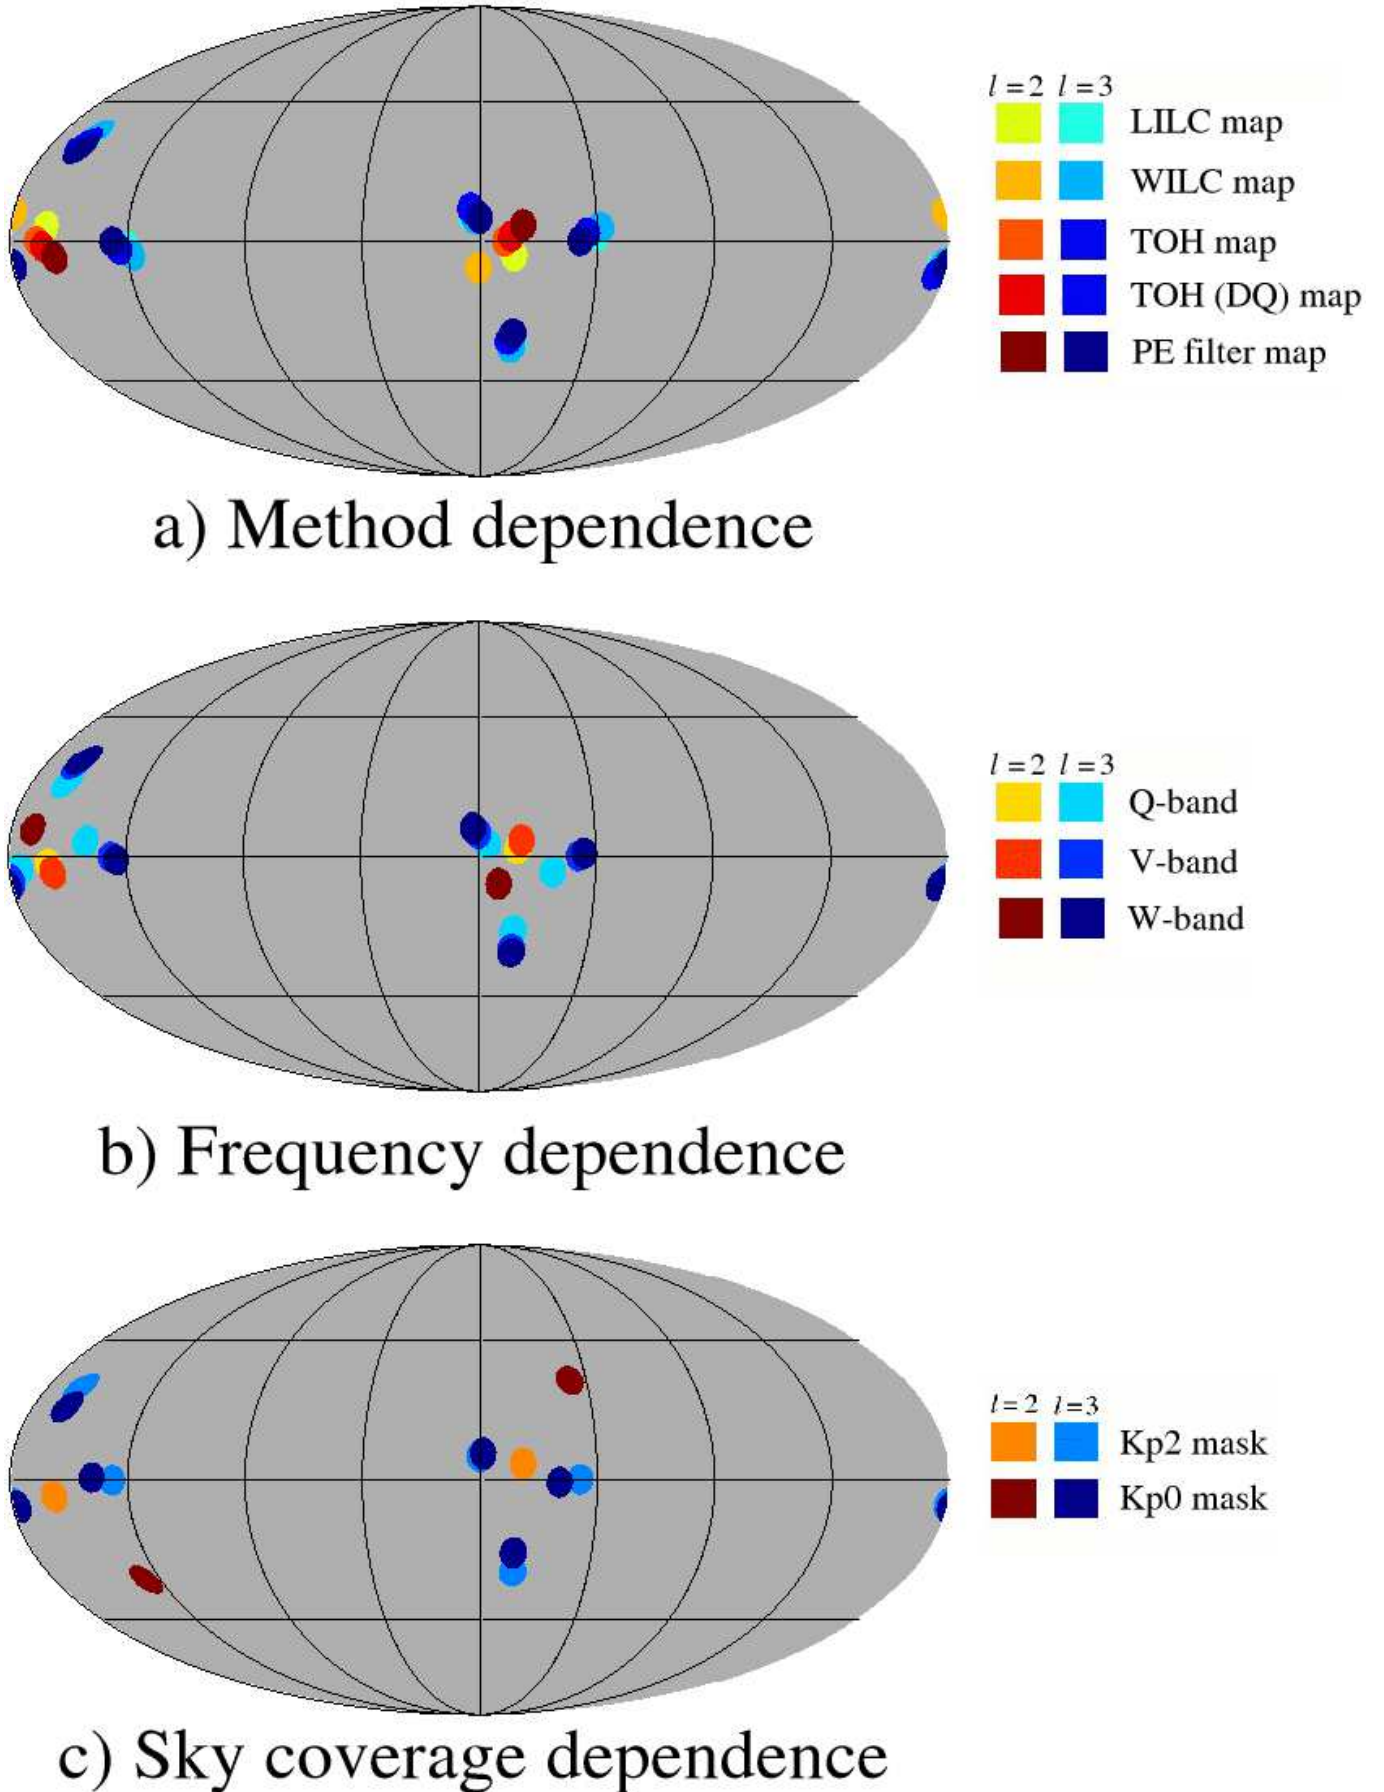 l = 2 l = 3
LILC map
WILC map
TOH map
TOH (DQ) map
PE filter map
a) Method dependence
l = 2 l = 3
Q-band
V-band
W-band
b) Frequency dependence
l = 2 l = 3
Kp2 mask
Kp0 mask
c) Sky coverage dependence